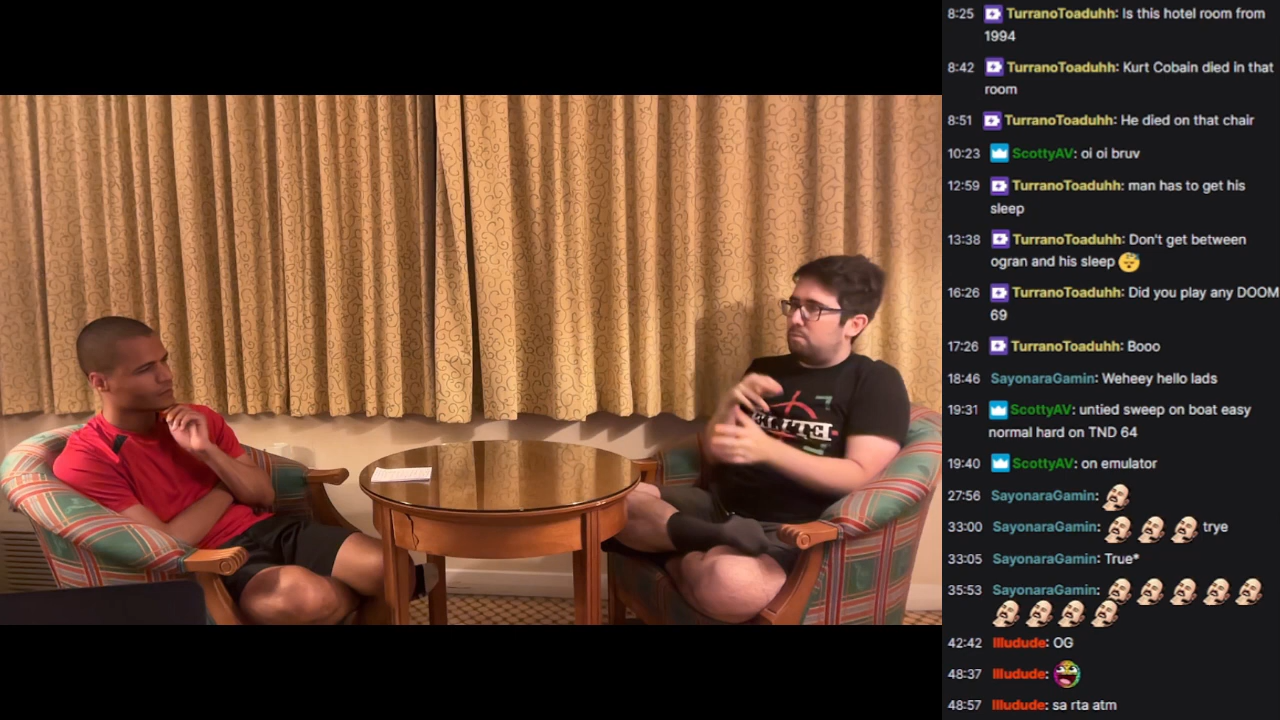 8:25 TurranoToaduhh: Is this hotel room from
1994
8:42 TurranoToaduhh: Kurt Cobain died in that
room
8:51 TurranoToaduhh: He died on that chair
10:23 ScottyAV: oi oi bruv
12:59 TurranoToaduhh: man has to get his
sleep
13:38 TurranoToaduhh: Don't get between
ogran and his sleep
16:26 TurranoToaduhh: Did you play any DOOM
69
17:26 TurranoToaduhh: Booo
18:46 SayonaraGamin: Weheey hello lads
19:31 ScottyAV: untied sweep on boat easy
normal hard on TND 64
19:40 ScottyAV: on emulator
27:56 SayonaraGamin:
33:00 SayonaraGamin: trye
33:05 SayonaraGamin: True*
35:53 SayonaraGamin:
42:42 Illudude: OG
48:37 Illudude:
48:57 Illudude: sa rta atm